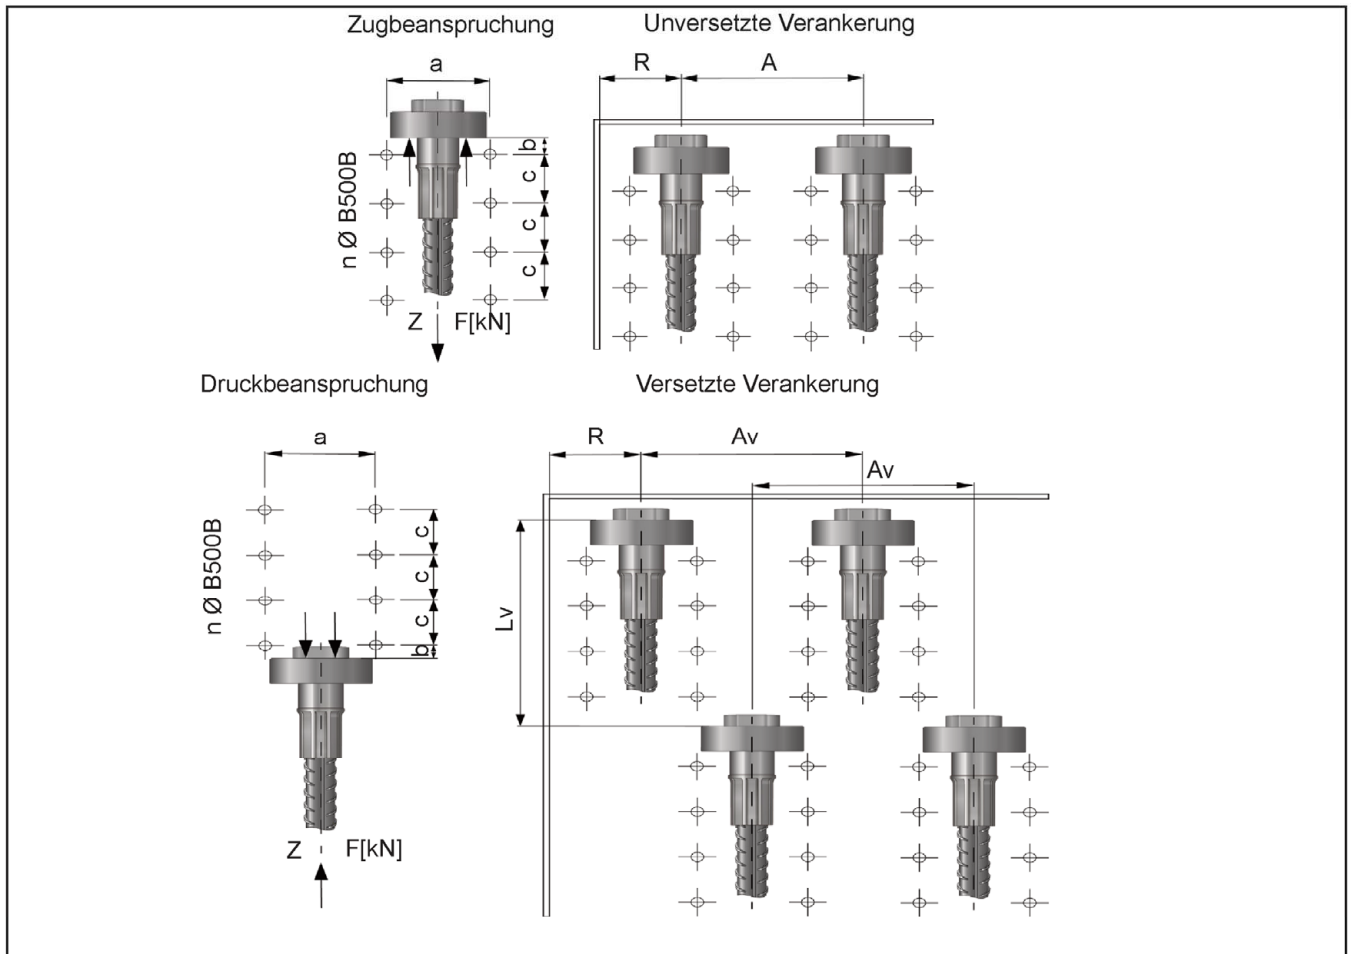 Zugbeanspruchung
a
b
c
c
c
n Ø B500B
Z F[kN]
Unversetzte Verankerung
R A
Druckbeanspruchung
a
c
c
c
b
n Ø B500B
Z F[kN]
Versetzte Verankerung
R Av
Av
Lv